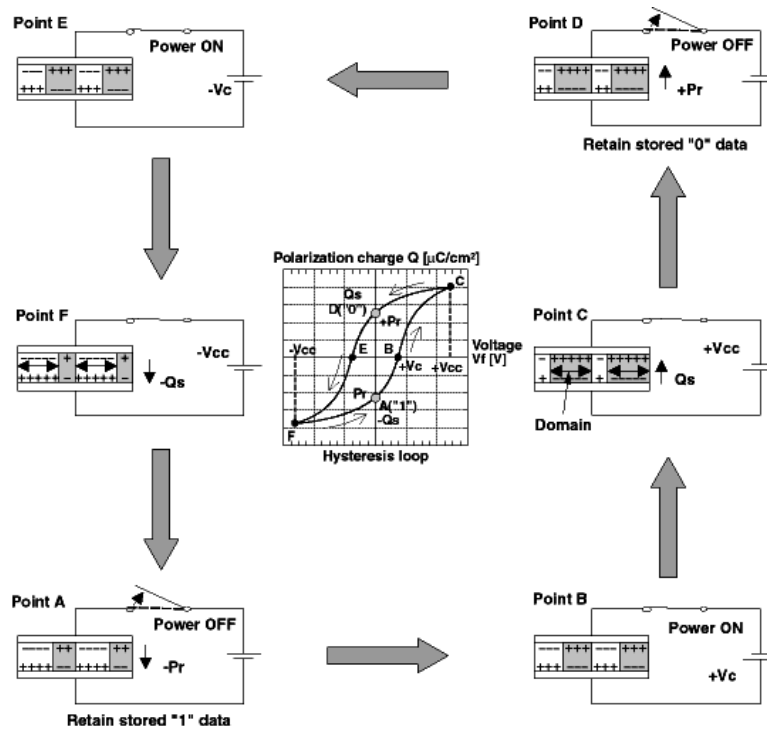 Point E
Power ON
-Vc
Point D
Power OFF
+Pr
Retain stored "0" data
Point F
-Vcc
-Qs
Polarization charge Q [μC/cm²]
C
Qs
D("0")
+Pr
-Vcc
E
B
+Vc
+Vcc
Voltage
Vf [V]
Pr
A("1")
-Qs
F
Hysteresis loop
Point C
+Vcc
Qs
Domain
Point A
Power OFF
-Pr
Retain stored "1" data
Point B
Power ON
+Vc